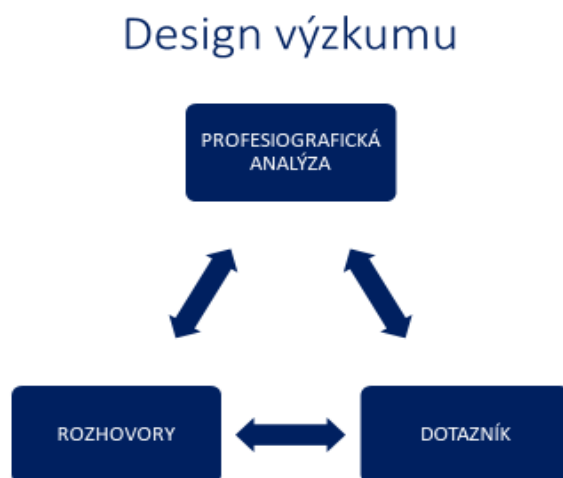 Design výzkumu
PROFESIOGRAFICKÁ
ANALÝZA
ROZHOVORY
DOTAZNÍK